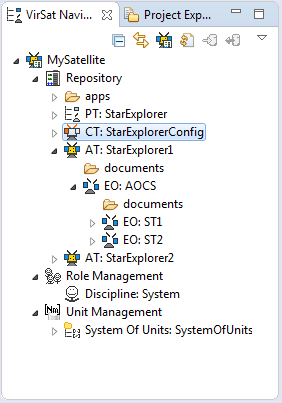 VirSat Navi...
Project Exp...
MySatellite
Repository
apps
PT: StarExplorer
CT: StarExplorerConfig
AT: StarExplorer1
documents
EO: AOCS
documents
EO: ST1
EO: ST2
AT: StarExplorer2
Role Management
Discipline: System
Nm
Unit Management
System Of Units: SystemOfUnits